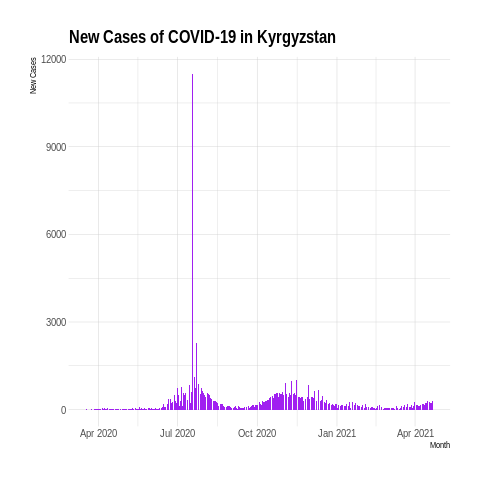 New Cases of COVID-19 in Kyrgyzstan
New Cases
12000
9000
6000
3000
0
Apr 2020 Jul 2020 Oct 2020 Jan 2021 Apr 2021
Month